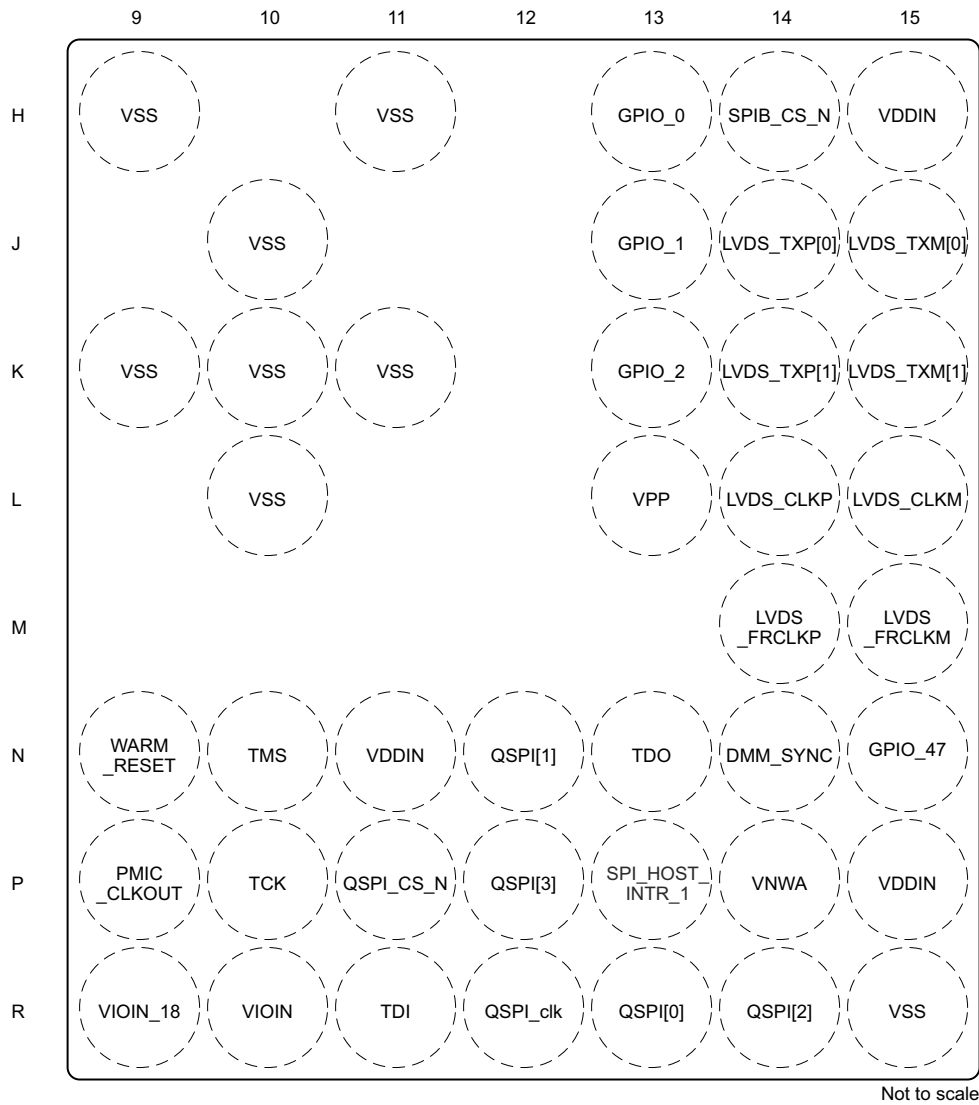 9 10 11 12 13 14 15
H VSS VSS GPIO_0 SPIB_CS_N VDDIN
J VSS GPIO_1 LVDS_TXP[0] LVDS_TXM[0]
K VSS VSS VSS GPIO_2 LVDS_TXP[1] LVDS_TXM[1]
L VSS VPP LVDS_CLKP LVDS_CLKM
M LVDS _FRCLKP LVDS _FRCLKM
N WARM _RESET TMS VDDIN QSPI[1] TDO DMM_SYNC GPIO_47
P PMIC _CLKOUT TCK QSPI_CS_N QSPI[3] SPI_HOST_ INTR_1 VNWA VDDIN
R VIOIN_18 VIOIN TDI QSPI_clk QSPI[0] QSPI[2] VSS
Not to scale